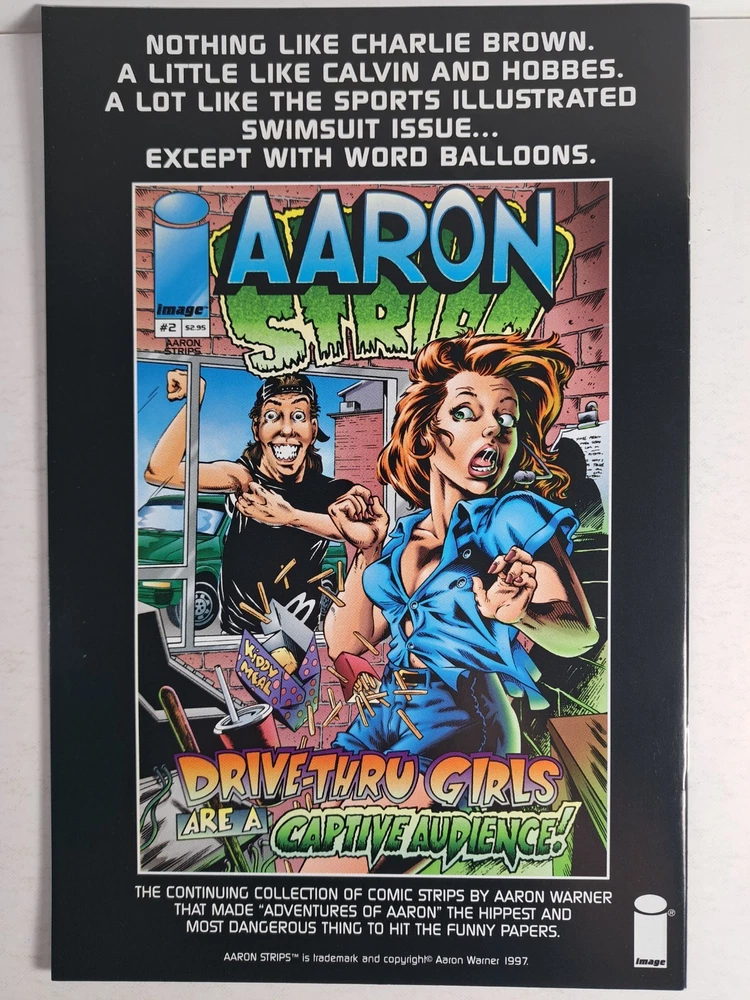 NOTHING LIKE CHARLIE BROWN.
A LITTLE LIKE CALVIN AND HOBBES.
A LOT LIKE THE SPORTS ILLUSTRATED
SWIMSUIT ISSUE...
EXCEPT WITH WORD BALLOONS.
AARON
STRIPS
image
#2 $2.95
AARON
STRIPS
KIDDY
MEAL
DRIVE-THRU GIRLS
ARE A CAPTIVE AUDIENCE!
THE CONTINUING COLLECTION OF COMIC STRIPS BY AARON WARNER
THAT MADE “ADVENTURES OF AARON” THE HIPPEST AND
MOST DANGEROUS THING TO HIT THE FUNNY PAPERS.
AARON STRIPS™ is trademark and copyright© Aaron Warner 1997.
®
image